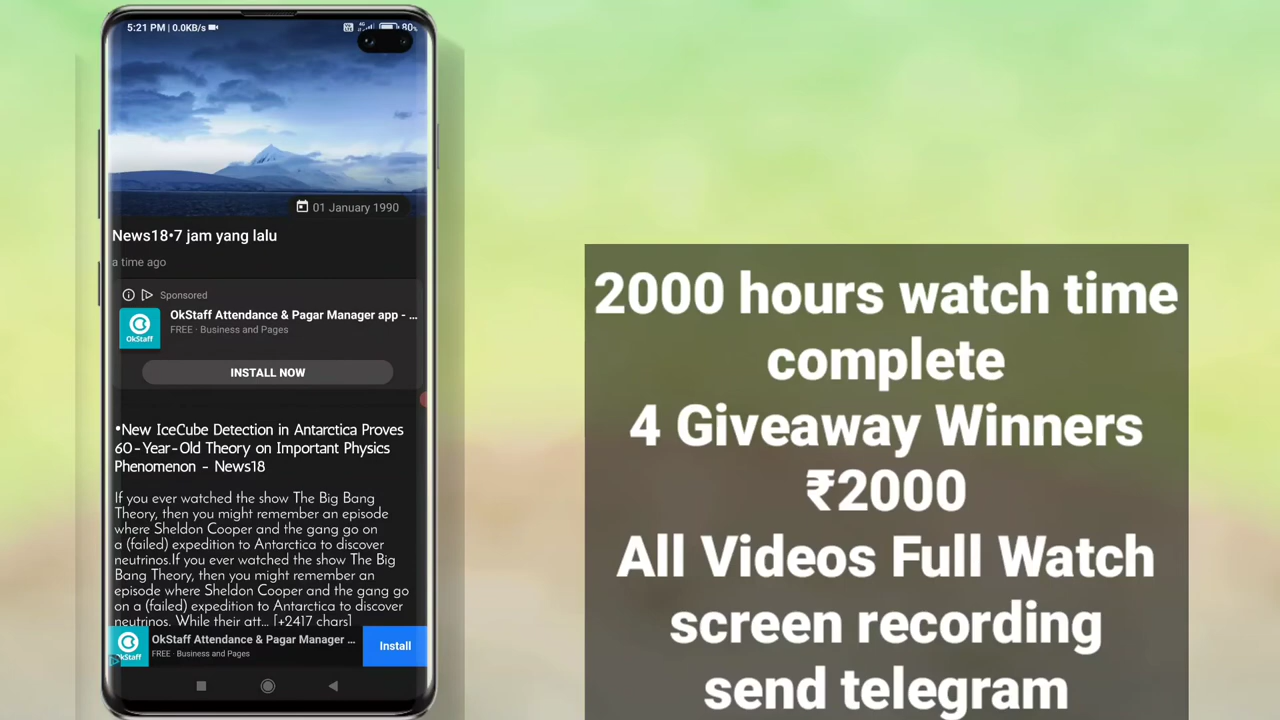 5:21 PM | 0.0KB/s
80%
01 January 1990
News18•7 jam yang lalu
a time ago
Sponsored
OkStaff Attendance & Pagar Manager app - ...
FREE · Business and Pages
OkStaff
INSTALL NOW
•New IceCube Detection in Antarctica Proves
60-Year-Old Theory on Important Physics
Phenomenon - News18
If you ever watched the show The Big Bang
Theory, then you might remember an episode
where Sheldon Cooper and the gang go on
a (failed) expedition to Antarctica to discover
neutrinos.If you ever watched the show The Big
Bang Theory, then you might remember an
episode where Sheldon Cooper and the gang go
on a (failed) expedition to Antarctica to discover
neutrinos. While their att… [+2417 chars]
OkStaff Attendance & Pagar Manager ...
FREE · Business and Pages
OkStaff
Install
2000 hours watch time
complete
4 Giveaway Winners
₹2000
All Videos Full Watch
screen recording
send telegram